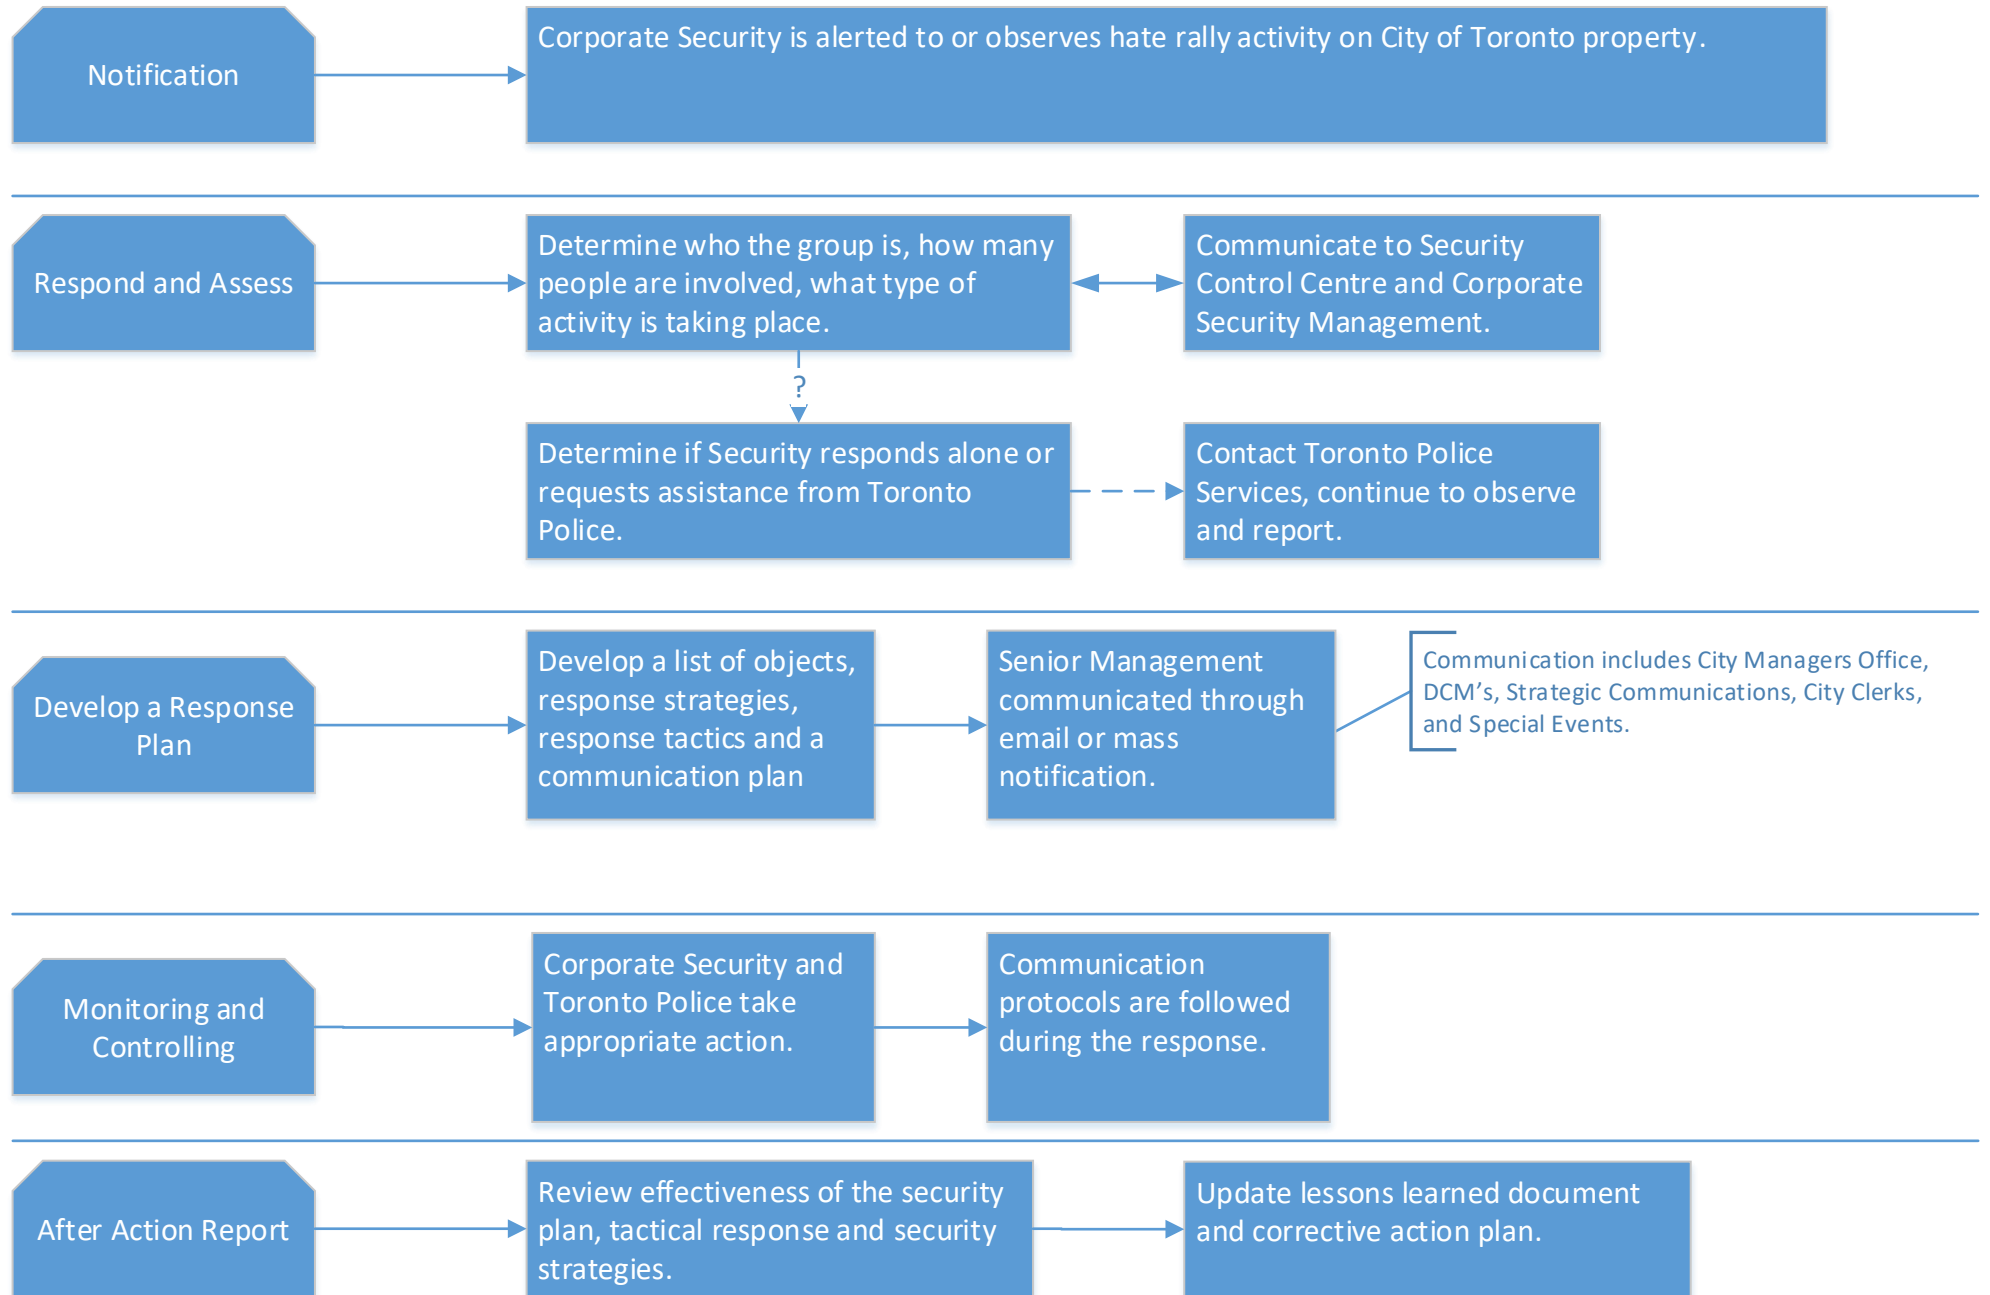 Notification
Corporate Security is alerted to or observes hate rally activity on City of Toronto property.
Respond and Assess
Determine who the group is, how many
people are involved, what type of
activity is taking place.
Communicate to Security
Control Centre and Corporate
Security Management.
?
Determine if Security responds alone or
requests assistance from Toronto
Police.
Contact Toronto Police
Services, continue to observe
and report.
Develop a Response
Plan
Develop a list of objects,
response strategies,
response tactics and a
communication plan
Senior Management
communicated through
email or mass
notification.
Communication includes City Managers Office,
DCM’s, Strategic Communications, City Clerks,
and Special Events.
Monitoring and
Controlling
Corporate Security and
Toronto Police take
appropriate action.
Communication
protocols are followed
during the response.
After Action Report
Review effectiveness of the security
plan, tactical response and security
strategies.
Update lessons learned document
and corrective action plan.